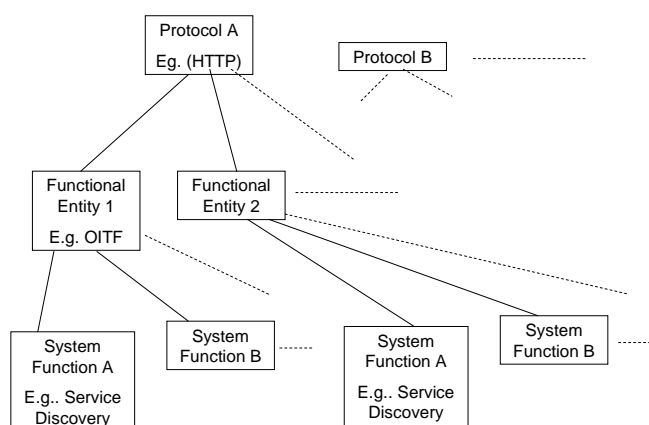 Protocol A
Eg. (HTTP)
Protocol B
Functional
Entity 1
E.g. OITF
Functional
Entity 2
System
Function A
E.g.. Service
Discovery
System
Function B
System
Function A
E.g.. Service
Discovery
System
Function B